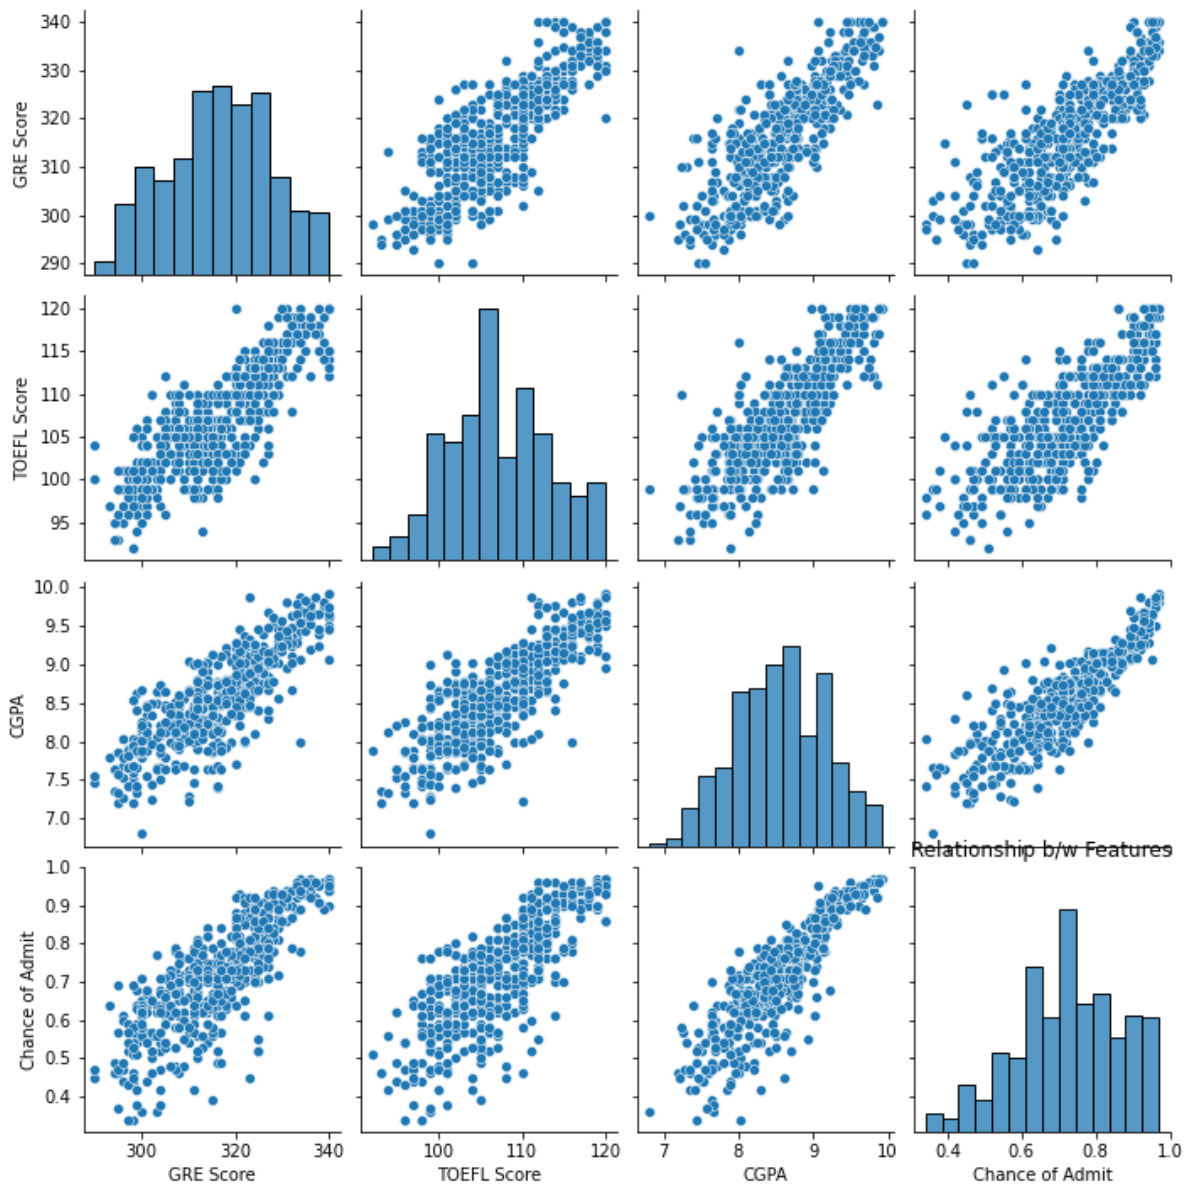 340
330
320
310
300
290
GRE Score
120
115
110
105
100
95
TOEFL Score
10.0
9.5
9.0
8.5
8.0
7.5
7.0
CGPA
Relationship b/w Features
1.0
0.9
0.8
0.7
0.6
0.5
0.4
Chance of Admit
300 320 340
GRE Score
100 110 120
TOEFL Score
7 8 9 10
CGPA
0.4 0.6 0.8 1.0
Chance of Admit